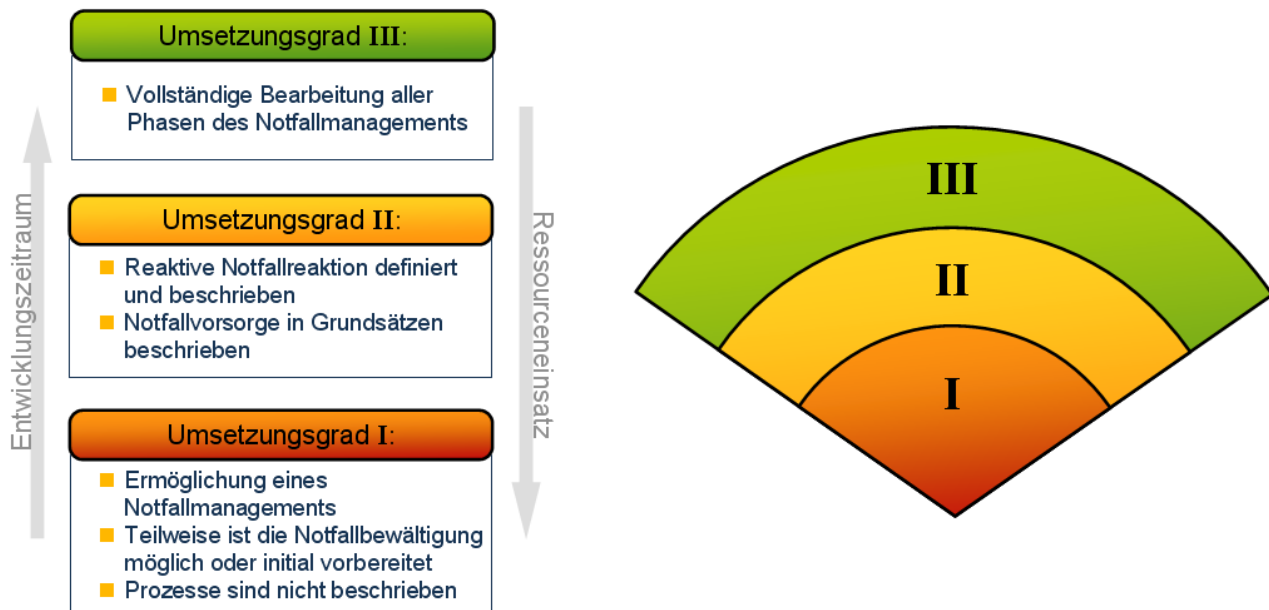 Umsetzungsgrad III:
Vollständige Bearbeitung aller
Phasen des Notfallmanagements
Umsetzungsgrad II:
Reaktive Notfallreaktion definiert
und beschrieben
Notfallvorsorge in Grundsätzen
beschrieben
Umsetzungsgrad I:
Ermöglichung eines
Notfallmanagements
Teilweise ist die Notfallbewältigung
möglich oder initial vorbereitet
Prozesse sind nicht beschrieben
Entwicklungszeitraum
Ressourceneinsatz
III
II
I